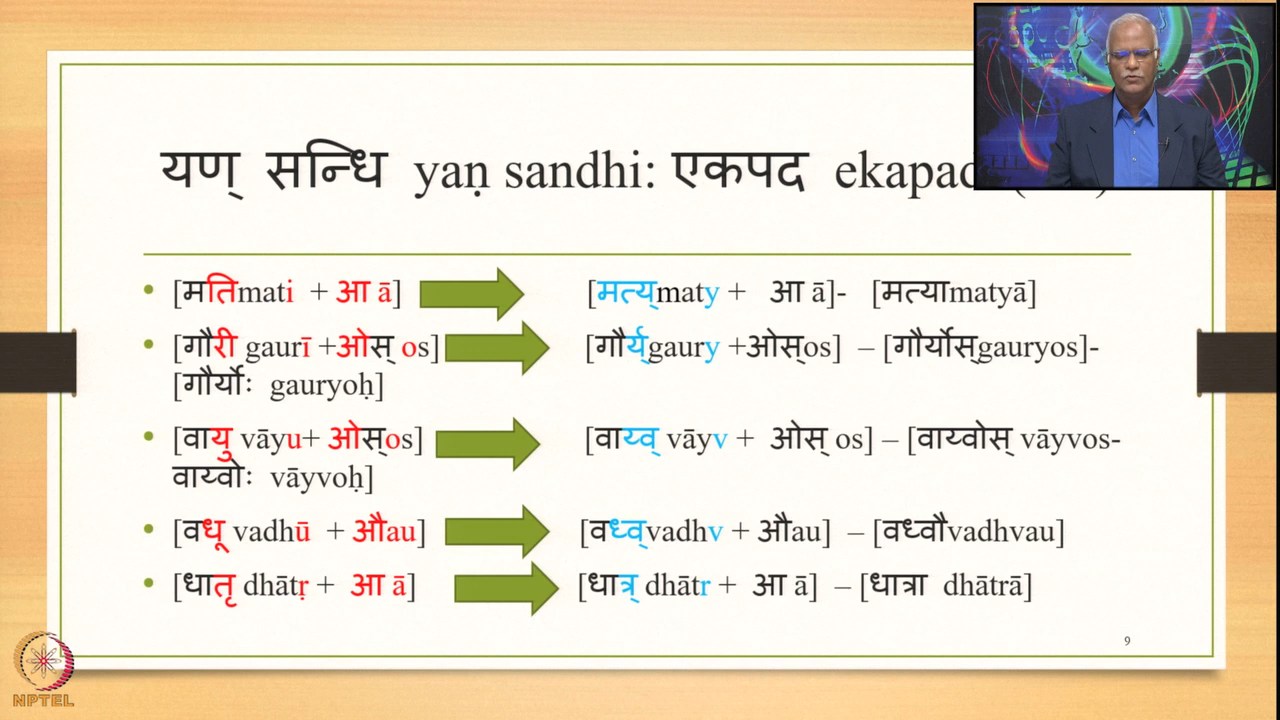 यण् सन्धि yaṇ sandhi: एकपद ekapad
• [मतिmati + आ ā] [मत्य्maty + आ ā]- [मत्याmatyā]
• [गौरी gaurī +ओस् os] [गौर्य्gaury +ओस्os] – [गौर्योस्gauryos]-
[गौर्योः gauryoḥ]
• [वायु vāyu+ ओस्os] [वाय्व् vāyv + ओस् os] – [वाय्वोस् vāyvos-
वाय्वोः vāyvoḥ]
• [वधू vadhū + औau] [वध्व्vadhv + औau] – [वध्वौvadhvau]
• [धातृ dhātṛ + आ ā] [धात्र् dhātr + आ ā] – [धात्रा dhātrā]
9
NPTEL